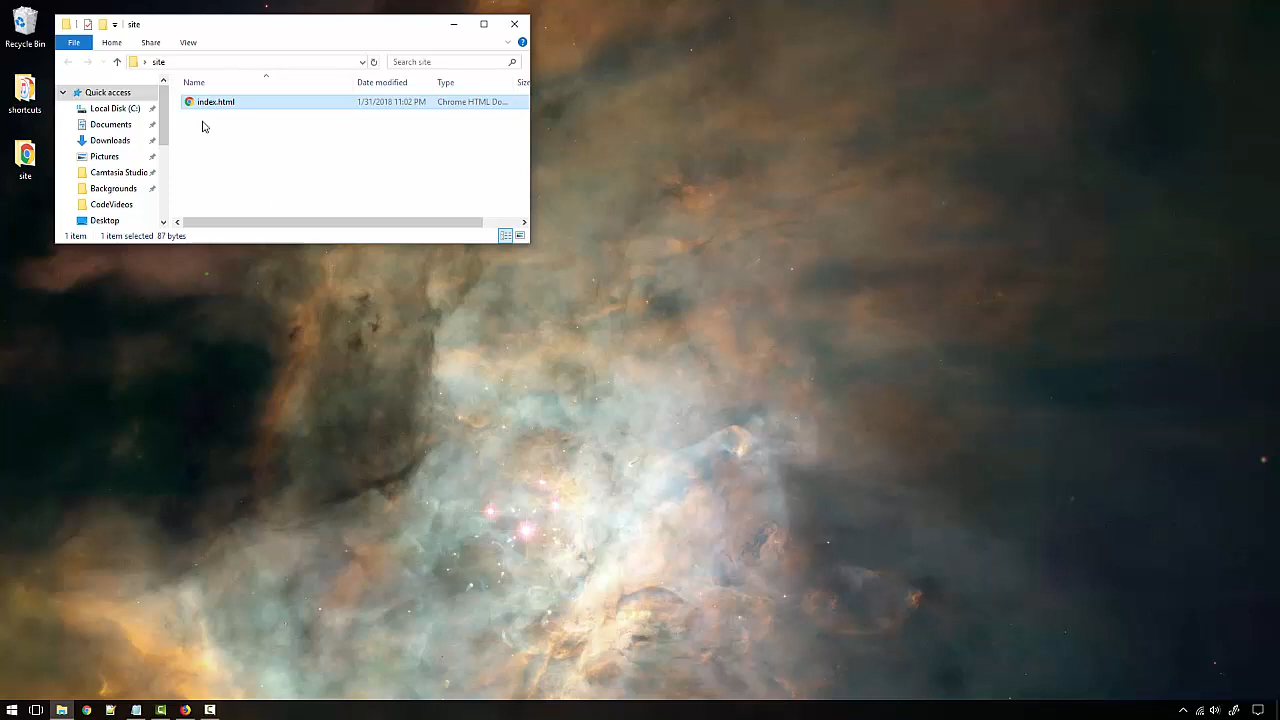 site
File Home Share View
site
Search site
Name Date modified Type Size
Quick access
Local Disk (C:)
Documents
Downloads
Pictures
Camtasia Studio
Backgrounds
CodeVideos
Desktop
index.html 1/31/2018 11:02 PM Chrome HTML Do...
1 item 1 item selected 87 bytes
Recycle Bin
shortcuts
site